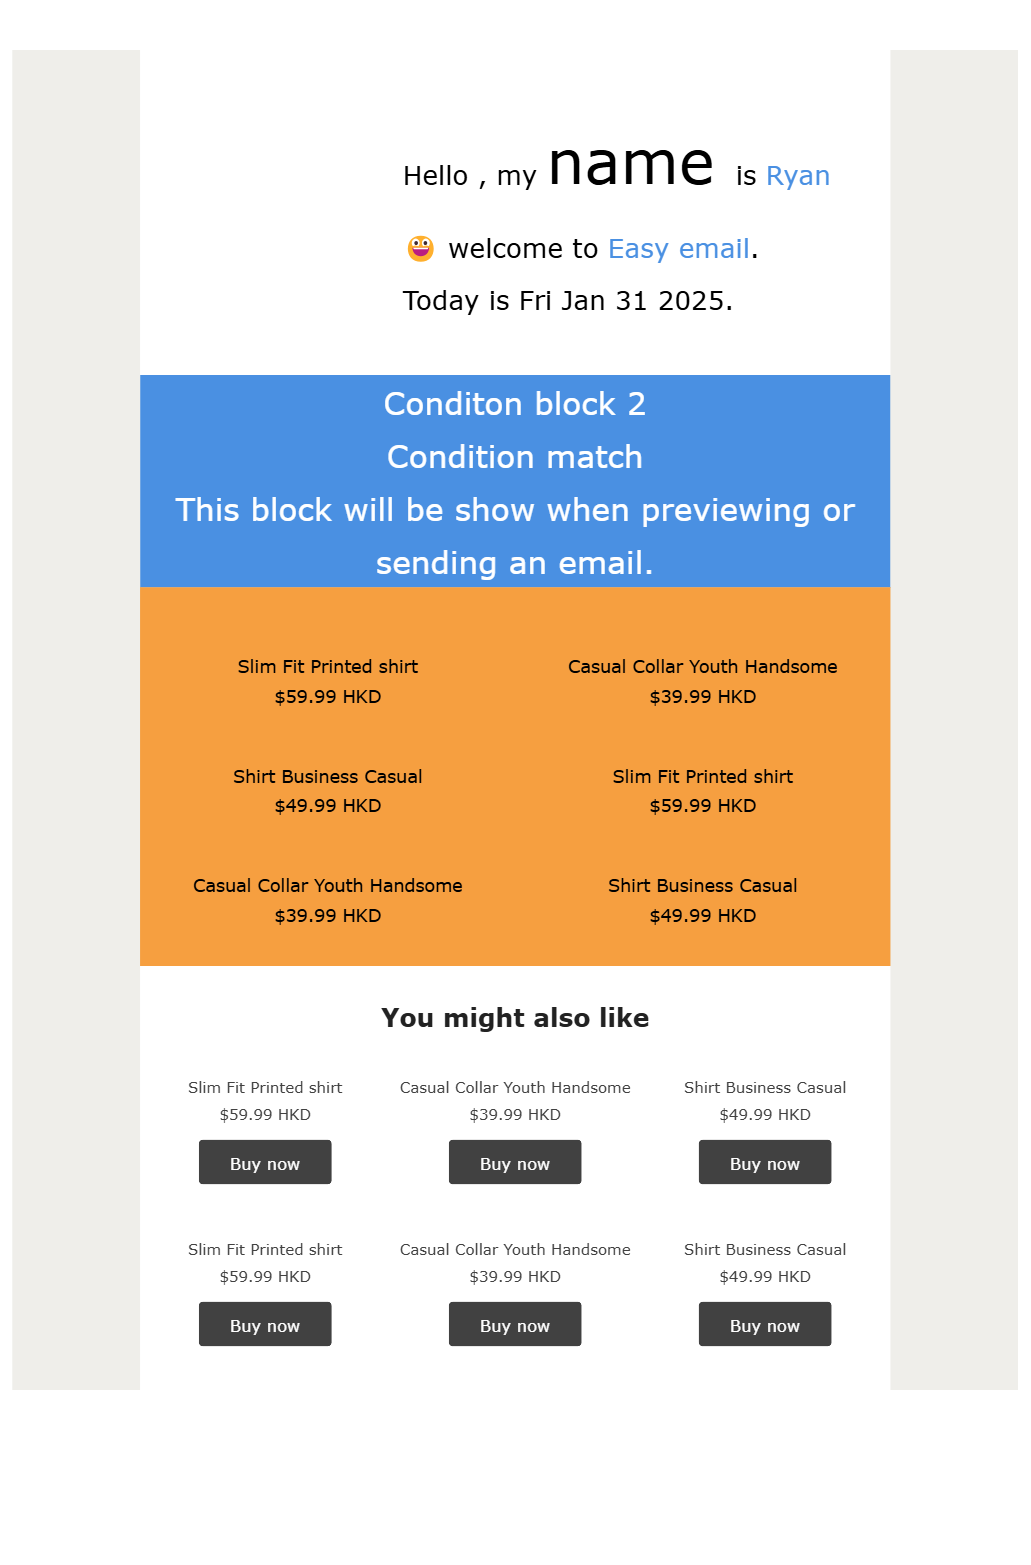 Hello , my name is Ryan
😃 welcome to Easy email.
Today is Fri Jan 31 2025.
Conditon block 2
Condition match
This block will be show when previewing or
sending an email.
Slim Fit Printed shirt
$59.99 HKD
Casual Collar Youth Handsome
$39.99 HKD
Shirt Business Casual
$49.99 HKD
Slim Fit Printed shirt
$59.99 HKD
Casual Collar Youth Handsome
$39.99 HKD
Shirt Business Casual
$49.99 HKD
You might also like
Slim Fit Printed shirt
$59.99 HKD
Buy now
Casual Collar Youth Handsome
$39.99 HKD
Buy now
Shirt Business Casual
$49.99 HKD
Buy now
Slim Fit Printed shirt
$59.99 HKD
Buy now
Casual Collar Youth Handsome
$39.99 HKD
Buy now
Shirt Business Casual
$49.99 HKD
Buy now